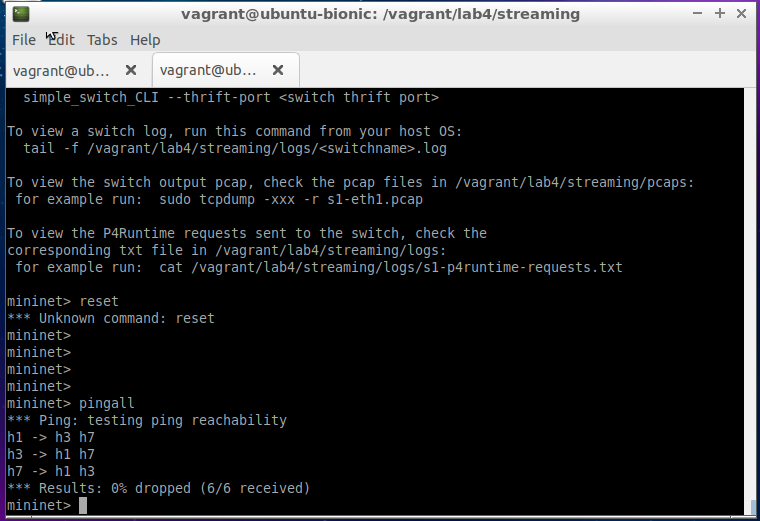 vagrant@ubuntu-bionic: /vagrant/lab4/streaming
File Edit Tabs Help
vagrant@ub... vagrant@ub...
simple_switch_CLI --thrift-port <switch thrift port>
To view a switch log, run this command from your host OS:
tail -f /vagrant/lab4/streaming/logs/<switchname>.log
To view the switch output pcap, check the pcap files in /vagrant/lab4/streaming/pcaps:
for example run:  sudo tcpdump -xxx -r s1-eth1.pcap
To view the P4Runtime requests sent to the switch, check the
corresponding txt file in /vagrant/lab4/streaming/logs:
for example run:  cat /vagrant/lab4/streaming/logs/s1-p4runtime-requests.txt
mininet> reset
*** Unknown command: reset
mininet>
mininet>
mininet>
mininet>
mininet> pingall
*** Ping: testing ping reachability
h1 -> h3 h7
h3 -> h1 h7
h7 -> h1 h3
*** Results: 0% dropped (6/6 received)
mininet>